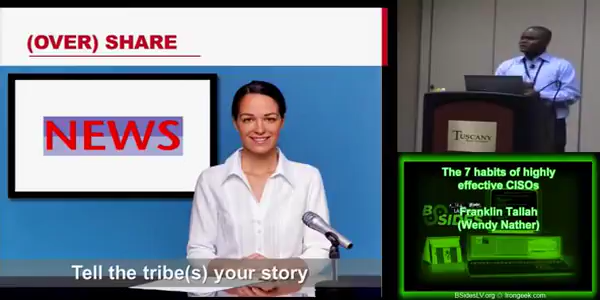 (OVER) SHARE
NEWS
Tell the tribe(s) your story
TUSCANY
The 7 habits of highly
effective CISOs
Franklin Tallah
(Wendy Nather)
BSIDES
BSidesLV.org @ Irongeek.com